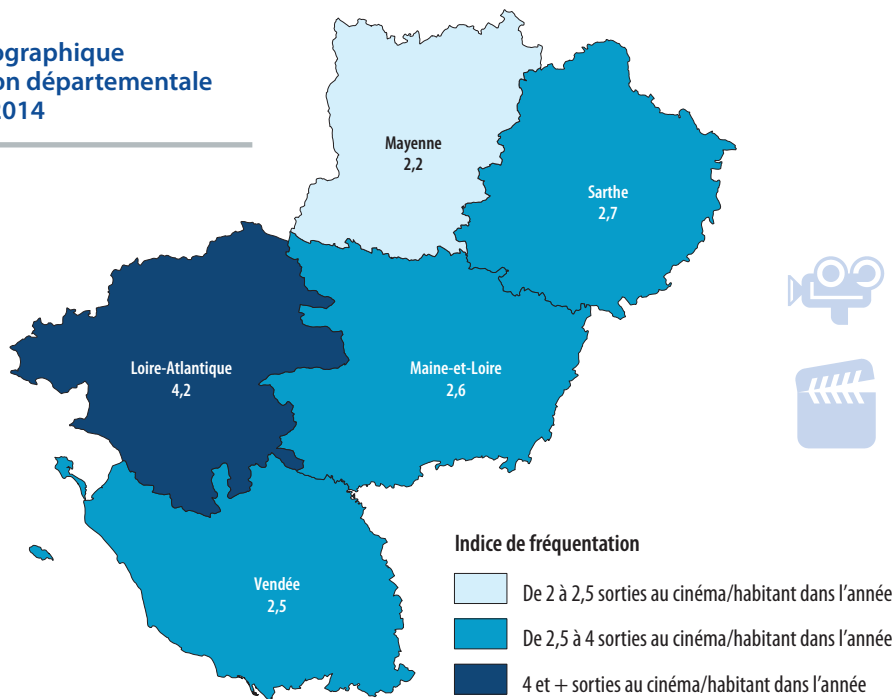 ographique
on départementale
2014
Mayenne
2,2
Sarthe
2,7
Loire-Atlantique
4,2
Maine-et-Loire
2,6
Vendée
2,5
Indice de fréquentation
De 2 à 2,5 sorties au cinéma/habitant dans l’année
De 2,5 à 4 sorties au cinéma/habitant dans l’année
4 et + sorties au cinéma/habitant dans l’année